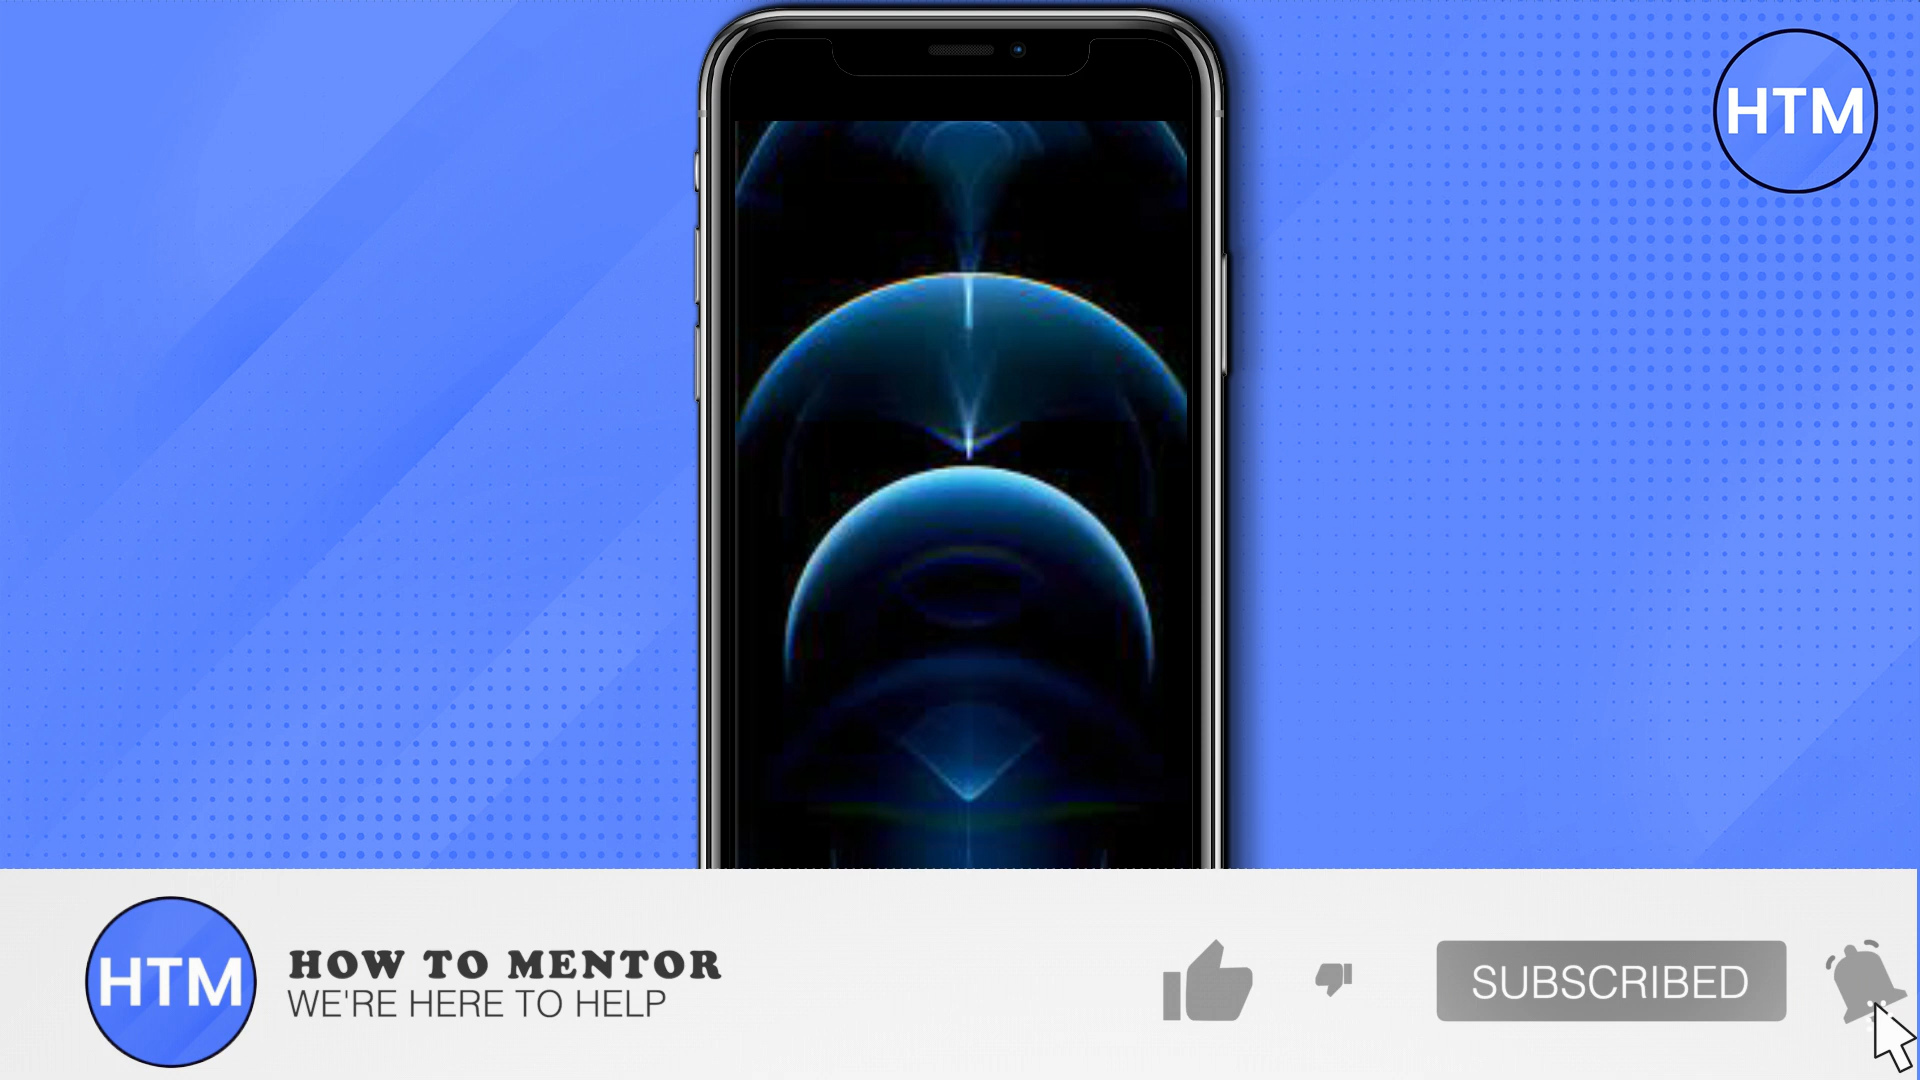 HTM
HTM
HOW TO MENTOR
WE'RE HERE TO HELP
SUBSCRIBED